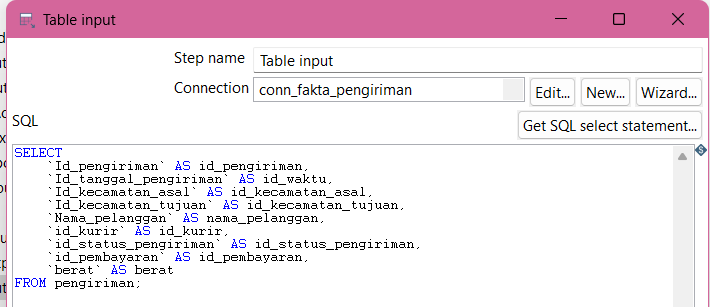 Table input
Step name Table input
Connection conn_fakta_pengiriman Edit... New... Wizard...
SQL Get SQL select statement...
SELECT
`Id_pengiriman` AS id_pengiriman,
`Id_tanggal_pengiriman` AS id_waktu,
`Id_kecamatan_asal` AS id_kecamatan_asal,
`Id_kecamatan_tujuan` AS id_kecamatan_tujuan,
`Nama_pelanggan` AS nama_pelanggan,
`id_kurir` AS id_kurir,
`id_status_pengiriman` AS id_status_pengiriman,
`id_pembayaran` AS id_pembayaran,
`berat` AS berat
FROM pengiriman;